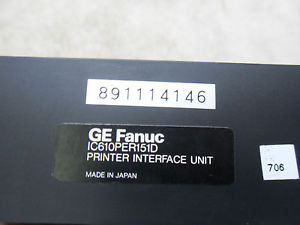 891114146
GE Fanuc
IC610PER151D
PRINTER INTERFACE UNIT
MADE IN JAPAN
706